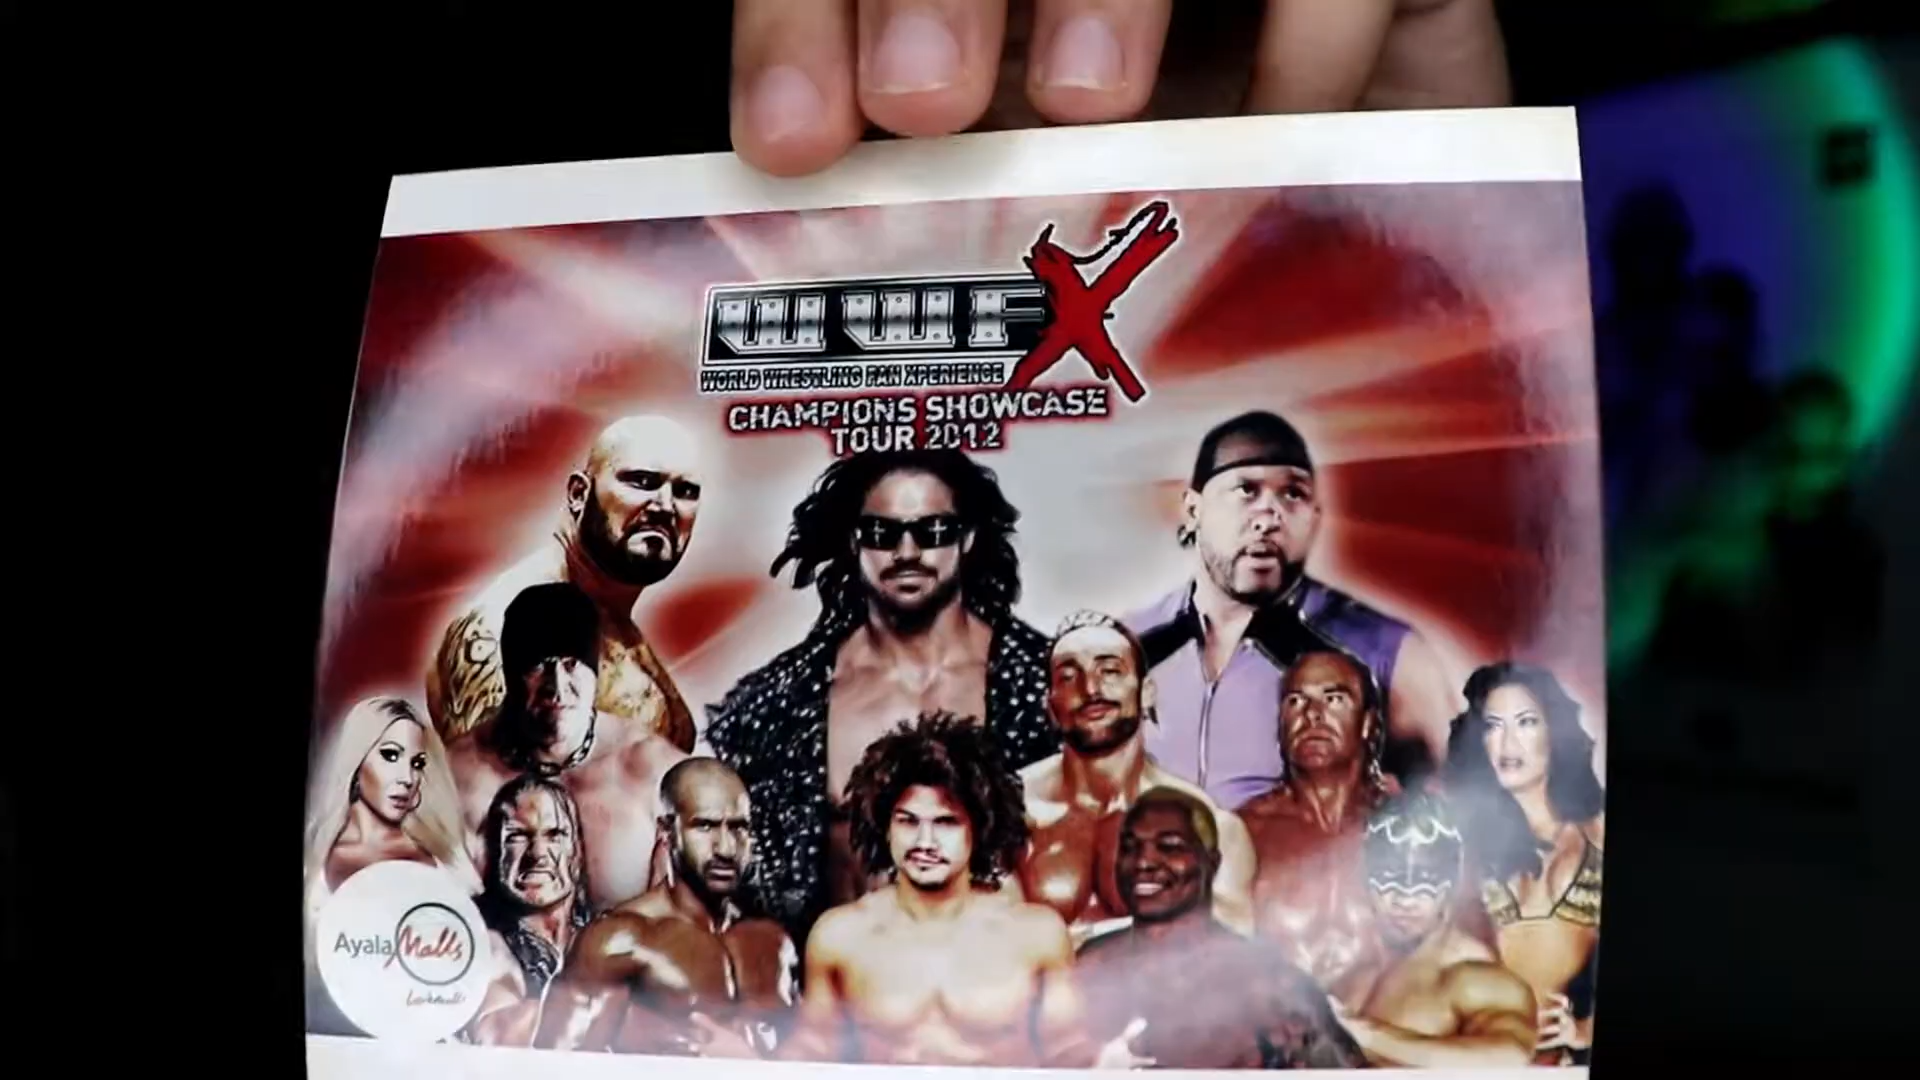 WWFX
WORLD WRESTLING FAN XPERIENCE
CHAMPIONS SHOWCASE
TOUR 2012
Ayala Malls